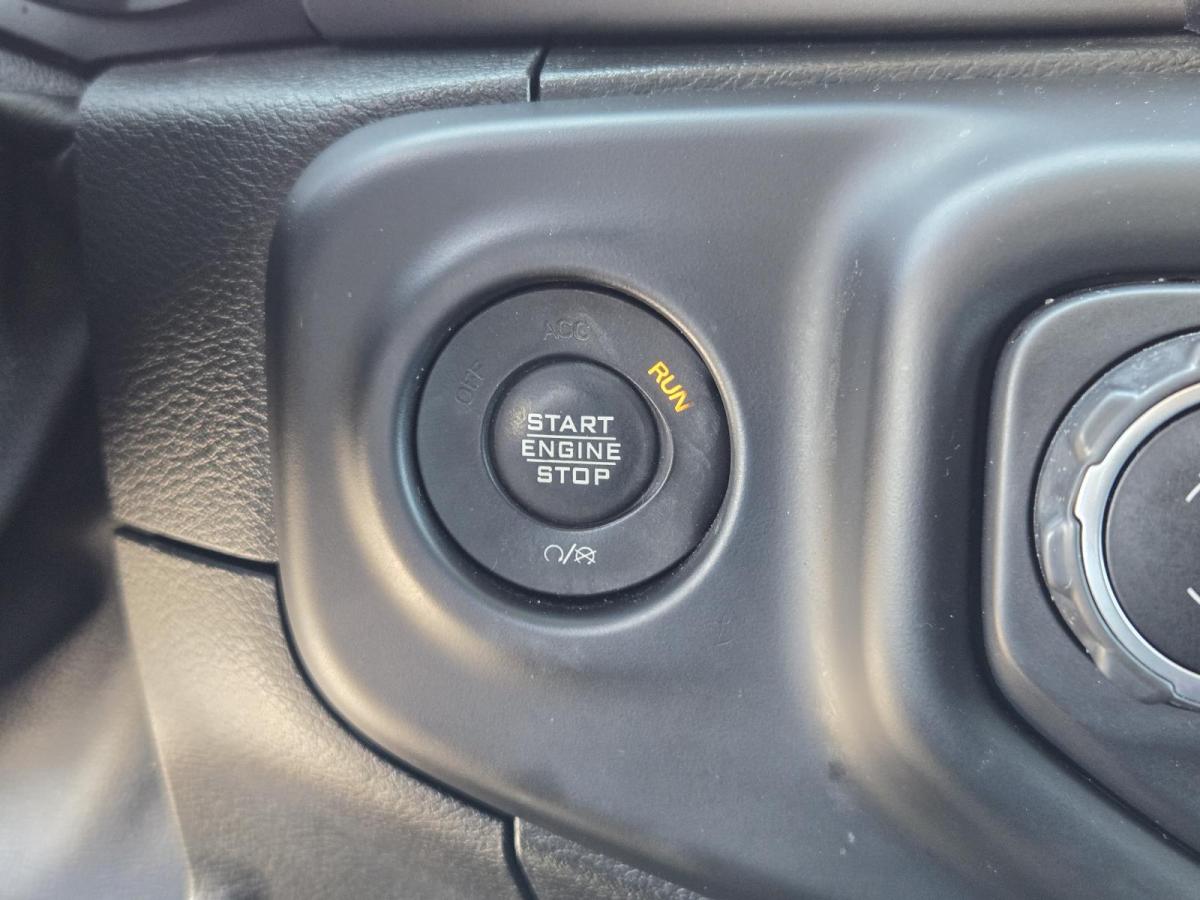 ACC
OFF
RUN
START
ENGINE
STOP